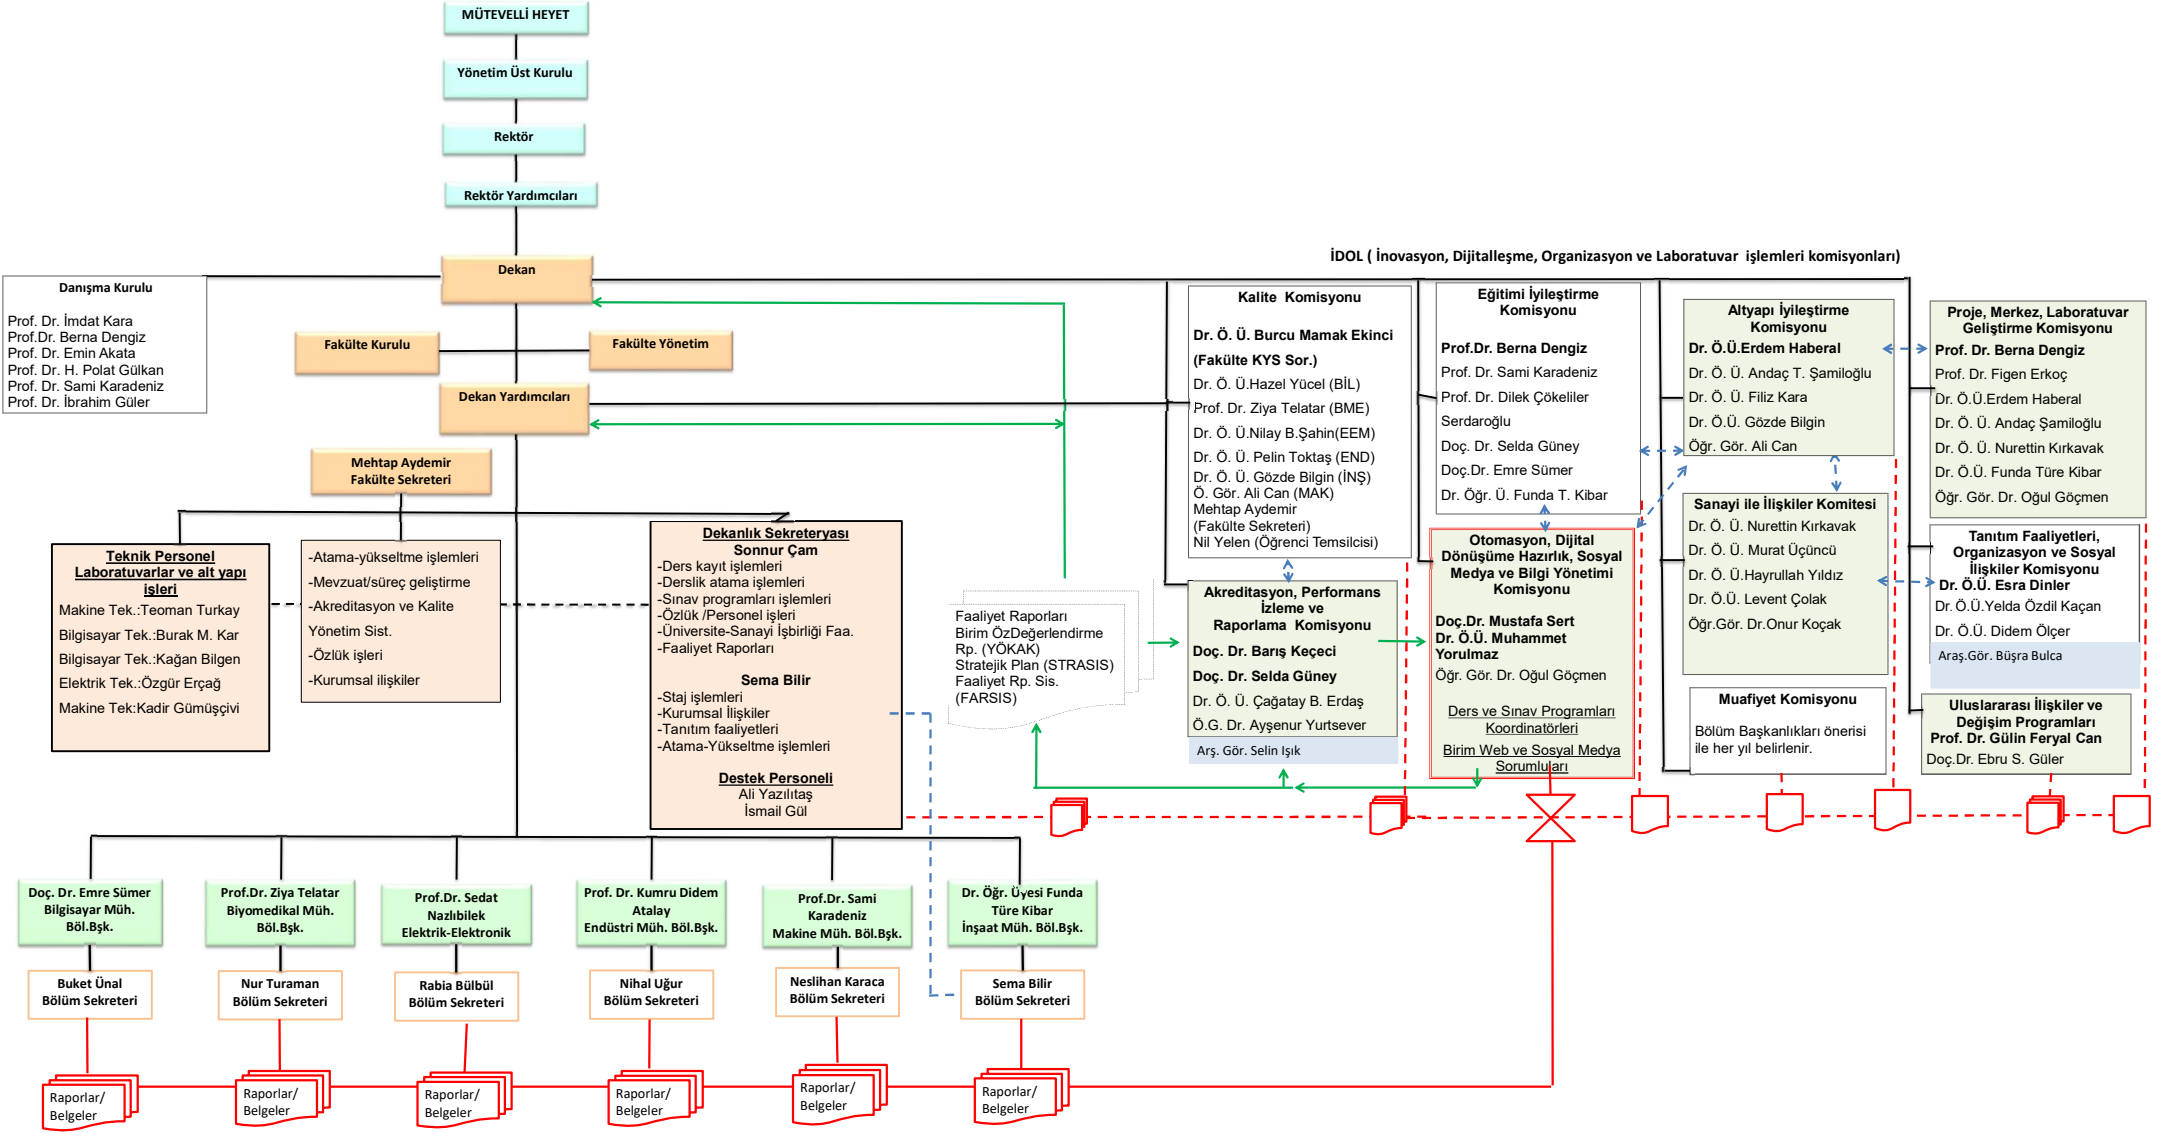 MÜTEVELLİ HEYET
Yönetim Üst Kurulu
Rektör
Rektör Yardımcıları
Dekan
Danışma Kurulu
Prof. Dr. İmdat Kara
Prof.Dr. Berna Dengiz
Prof. Dr. Emin Akata
Prof. Dr. H. Polat Gülkan
Prof. Dr. Sami Karadeniz
Prof. Dr. İbrahim Güler
Fakülte Kurulu
Fakülte Yönetim
Dekan Yardımcıları
Mehtap Aydemir
Fakülte Sekreteri
Teknik Personel
Laboratuvarlar ve alt yapı
işleri
Makine Tek.:Teoman Turkay
Bilgisayar Tek.:Burak M. Kar
Bilgisayar Tek.:Kağan Bilgen
Elektrik Tek.:Özgür Erçağ
Makine Tek:Kadir Gümüşçivi
-Atama-yükseltme işlemleri
-Mevzuat/süreç geliştirme
-Akreditasyon ve Kalite
Yönetim Sist.
-Özlük işleri
-Kurumsal ilişkiler
Dekanlık Sekreteryası
Sonnur Çam
-Ders kayıt işlemleri
-Derslik atama işlemleri
-Sınav programları işlemleri
-Özlük /Personel işleri
-Üniversite-Sanayi İşbirliği Faa.
-Faaliyet Raporları
Sema Bilir
-Staj işlemleri
-Kurumsal İlişkiler
-Tanıtım faaliyetleri
-Atama-Yükseltme işlemleri
Destek Personeli
Ali Yazılıtaş
İsmail Gül
İDOL ( İnovasyon, Dijitalleşme, Organizasyon ve Laboratuvar  işlemleri komisyonları)
Kalite  Komisyonu
Dr. Ö. Ü. Burcu Mamak Ekinci
(Fakülte KYS Sor.)
Dr. Ö. Ü.Hazel Yücel (BİL)
Prof. Dr. Ziya Telatar (BME)
Dr. Ö. Ü.Nilay B.Şahin(EEM)
Dr. Ö. Ü. Pelin Toktaş (END)
Dr. Ö. Ü. Gözde Bilgin (İNŞ)
Ö. Gör. Ali Can (MAK)
Mehtap Aydemir
(Fakülte Sekreteri)
Nil Yelen (Öğrenci Temsilcisi)
Eğitimi İyileştirme
Komisyonu
Prof.Dr. Berna Dengiz
Prof. Dr. Sami Karadeniz
Prof. Dr. Dilek Çökeliler
Serdaroğlu
Doç. Dr. Selda Güney
Doç.Dr. Emre Sümer
Dr. Öğr. Ü. Funda T. Kibar
Altyapı İyileştirme
Komisyonu
Dr. Ö.Ü.Erdem Haberal
Dr. Ö. Ü. Andaç T. Şamiloğlu
Dr. Ö. Ü. Filiz Kara
Dr. Ö.Ü. Gözde Bilgin
Öğr. Gör. Ali Can
Proje, Merkez, Laboratuvar
Geliştirme Komisyonu
Prof. Dr. Berna Dengiz
Prof. Dr. Figen Erkoç
Dr. Ö.Ü.Erdem Haberal
Dr. Ö. Ü. Andaç Şamiloğlu
Dr. Ö. Ü. Nurettin Kırkavak
Dr. Ö.Ü. Funda Türe Kibar
Öğr. Gör. Dr. Oğul Göçmen
Faaliyet Raporları
Birim ÖzDeğerlendirme
Rp. (YÖKAK)
Stratejik Plan (STRASIS)
Faaliyet Rp. Sis.
(FARSIS)
Akreditasyon, Performans
İzleme ve
Raporlama  Komisyonu
Doç. Dr. Barış Keçeci
Doç. Dr. Selda Güney
Dr. Ö. Ü. Çağatay B. Erdaş
Ö.G. Dr. Ayşenur Yurtsever
Arş. Gör. Selin Işık
Otomasyon, Dijital
Dönüşüme Hazırlık, Sosyal
Medya ve Bilgi Yönetimi
Komisyonu
Doç.Dr. Mustafa Sert
Dr. Ö.Ü. Muhammet
Yorulmaz
Öğr. Gör. Dr. Oğul Göçmen
Ders ve Sınav Programları
Koordinatörleri
Birim Web ve Sosyal Medya
Sorumluları
Sanayi ile İlişkiler Komitesi
Dr. Ö. Ü. Nurettin Kırkavak
Dr. Ö. Ü. Murat Üçüncü
Dr. Ö. Ü.Hayrullah Yıldız
Dr. Ö.Ü. Levent Çolak
Öğr.Gör. Dr.Onur Koçak
Tanıtım Faaliyetleri,
Organizasyon ve Sosyal
İlişkiler Komisyonu
Dr. Ö.Ü. Esra Dinler
Dr. Ö.Ü.Yelda Özdil Kaçan
Dr. Ö.Ü. Didem Ölçer
Araş.Gör. Büşra Bulca
Muafiyet Komisyonu
Bölüm Başkanlıkları önerisi
ile her yıl belirlenir.
Uluslararası İlişkiler ve
Değişim Programları
Prof. Dr. Gülin Feryal Can
Doç.Dr. Ebru S. Güler
Doç. Dr. Emre Sümer
Bilgisayar Müh.
Böl.Bşk.
Prof.Dr. Ziya Telatar
Biyomedikal Müh.
Böl.Bşk.
Prof.Dr. Sedat
Nazlıbilek
Elektrik-Elektronik
Prof. Dr. Kumru Didem
Atalay
Endüstri Müh. Böl.Bşk.
Prof.Dr. Sami
Karadeniz
Makine Müh. Böl.Bşk.
Dr. Öğr. Üyesi Funda
Türe Kibar
İnşaat Müh. Böl.Bşk.
Buket Ünal
Bölüm Sekreteri
Nur Turaman
Bölüm Sekreteri
Rabia Bülbül
Bölüm Sekreteri
Nihal Uğur
Bölüm Sekreteri
Neslihan Karaca
Bölüm Sekreteri
Sema Bilir
Bölüm Sekreteri
Raporlar/
Belgeler
Raporlar/
Belgeler
Raporlar/
Belgeler
Raporlar/
Belgeler
Raporlar/
Belgeler
Raporlar/
Belgeler